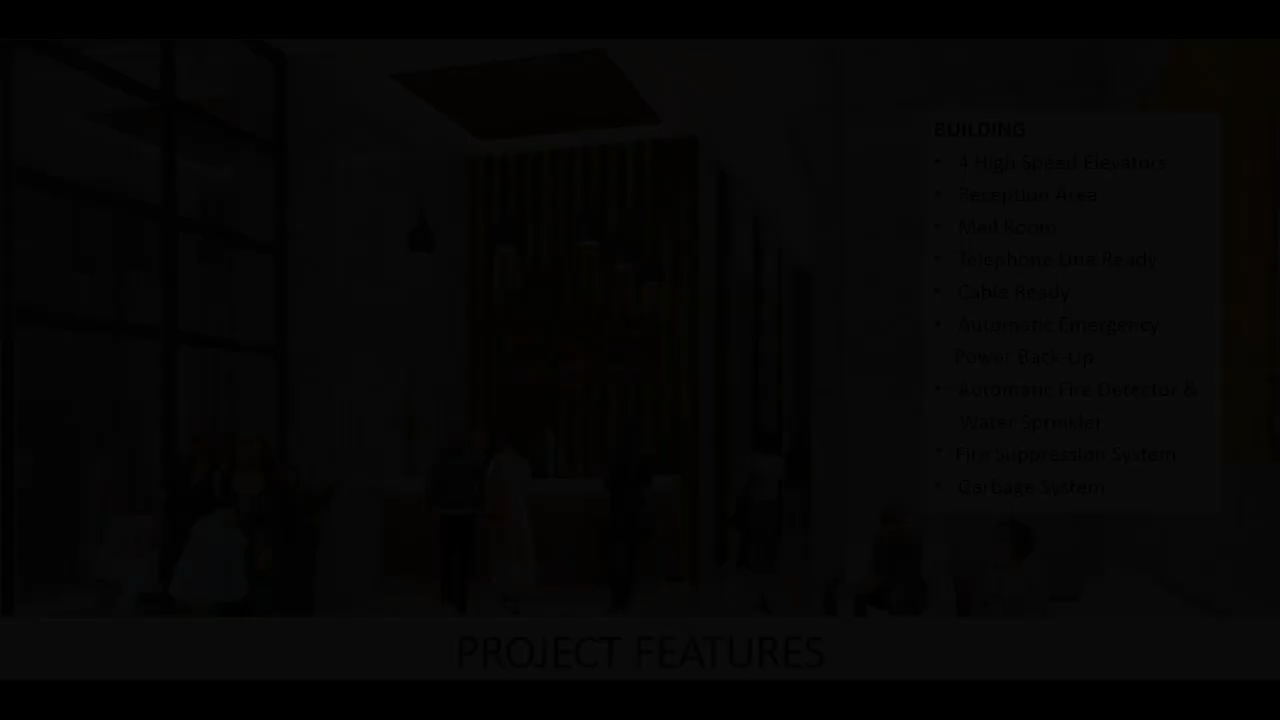 BUILDING
• 4 High Speed Elevators
• Reception Area
• Mail Room
• Telephone Line Ready
• Cable Ready
• Automatic Emergency
Power Back-Up
• Automatic Fire Detector &
Water Sprinkler
• Fire Suppression System
• Garbage System
PROJECT FEATURES